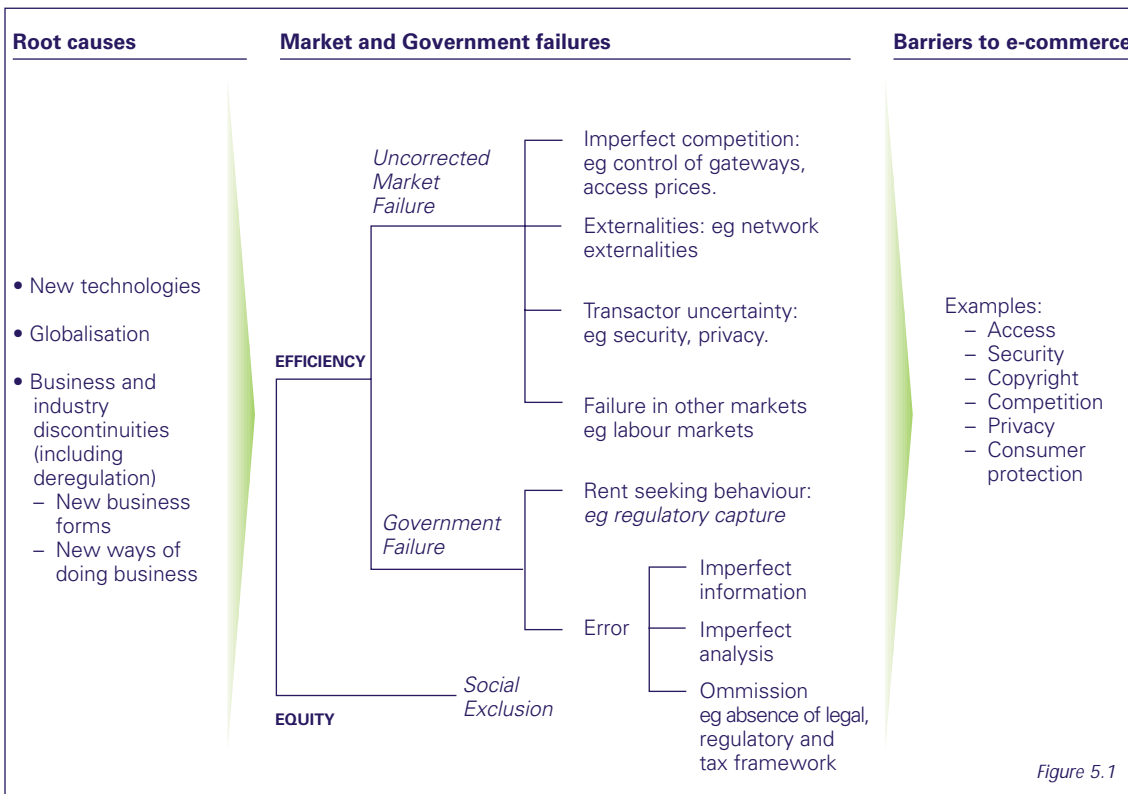 Root causes
Market and Government failures
Barriers to e-commerce
• New technologies
• Globalisation
• Business and
industry
discontinuities
(including
deregulation)
– New business
forms
– New ways of
doing business
EFFICIENCY
Uncorrected
Market
Failure
Imperfect competition:
eg control of gateways,
access prices.
Externalities: eg network
externalities
Transactor uncertainty:
eg security, privacy.
Failure in other markets
eg labour markets
Government
Failure
Rent seeking behaviour:
eg regulatory capture
Error
Imperfect
information
Imperfect
analysis
Ommission
eg absence of legal,
regulatory and
tax framework
EQUITY
Social
Exclusion
Examples:
– Access
– Security
– Copyright
– Competition
– Privacy
– Consumer
protection
Figure 5.1